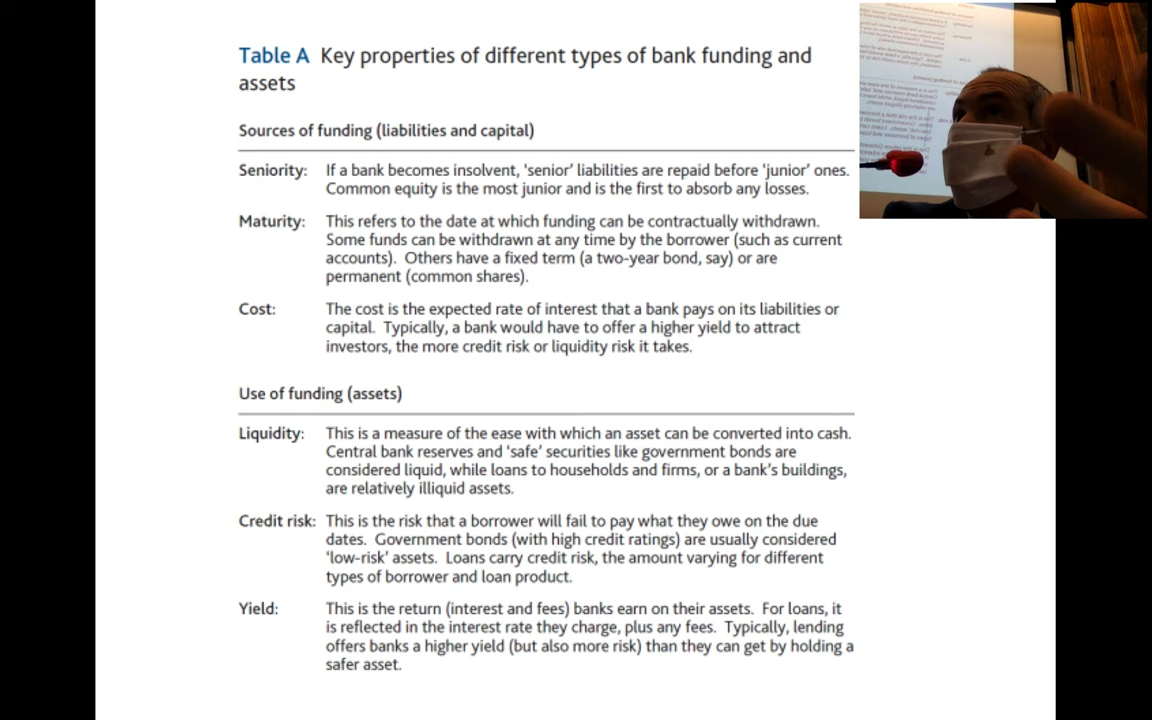 Table A Key properties of different types of bank funding and
assets
Sources of funding (liabilities and capital)
Seniority: If a bank becomes insolvent, 'senior' liabilities are repaid before 'junior' ones.
Common equity is the most junior and is the first to absorb any losses.
Maturity: This refers to the date at which funding can be contractually withdrawn.
Some funds can be withdrawn at any time by the borrower (such as current
accounts). Others have a fixed term (a two-year bond, say) or are
permanent (common shares).
Cost: The cost is the expected rate of interest that a bank pays on its liabilities or
capital. Typically, a bank would have to offer a higher yield to attract
investors, the more credit risk or liquidity risk it takes.
Use of funding (assets)
Liquidity: This is a measure of the ease with which an asset can be converted into cash.
Central bank reserves and 'safe' securities like government bonds are
considered liquid, while loans to households and firms, or a bank's buildings,
are relatively illiquid assets.
Credit risk: This is the risk that a borrower will fail to pay what they owe on the due
dates. Government bonds (with high credit ratings) are usually considered
'low-risk' assets. Loans carry credit risk, the amount varying for different
types of borrower and loan product.
Yield: This is the return (interest and fees) banks earn on their assets. For loans, it
is reflected in the interest rate they charge, plus any fees. Typically, lending
offers banks a higher yield (but also more risk) than they can get by holding a
safer asset.